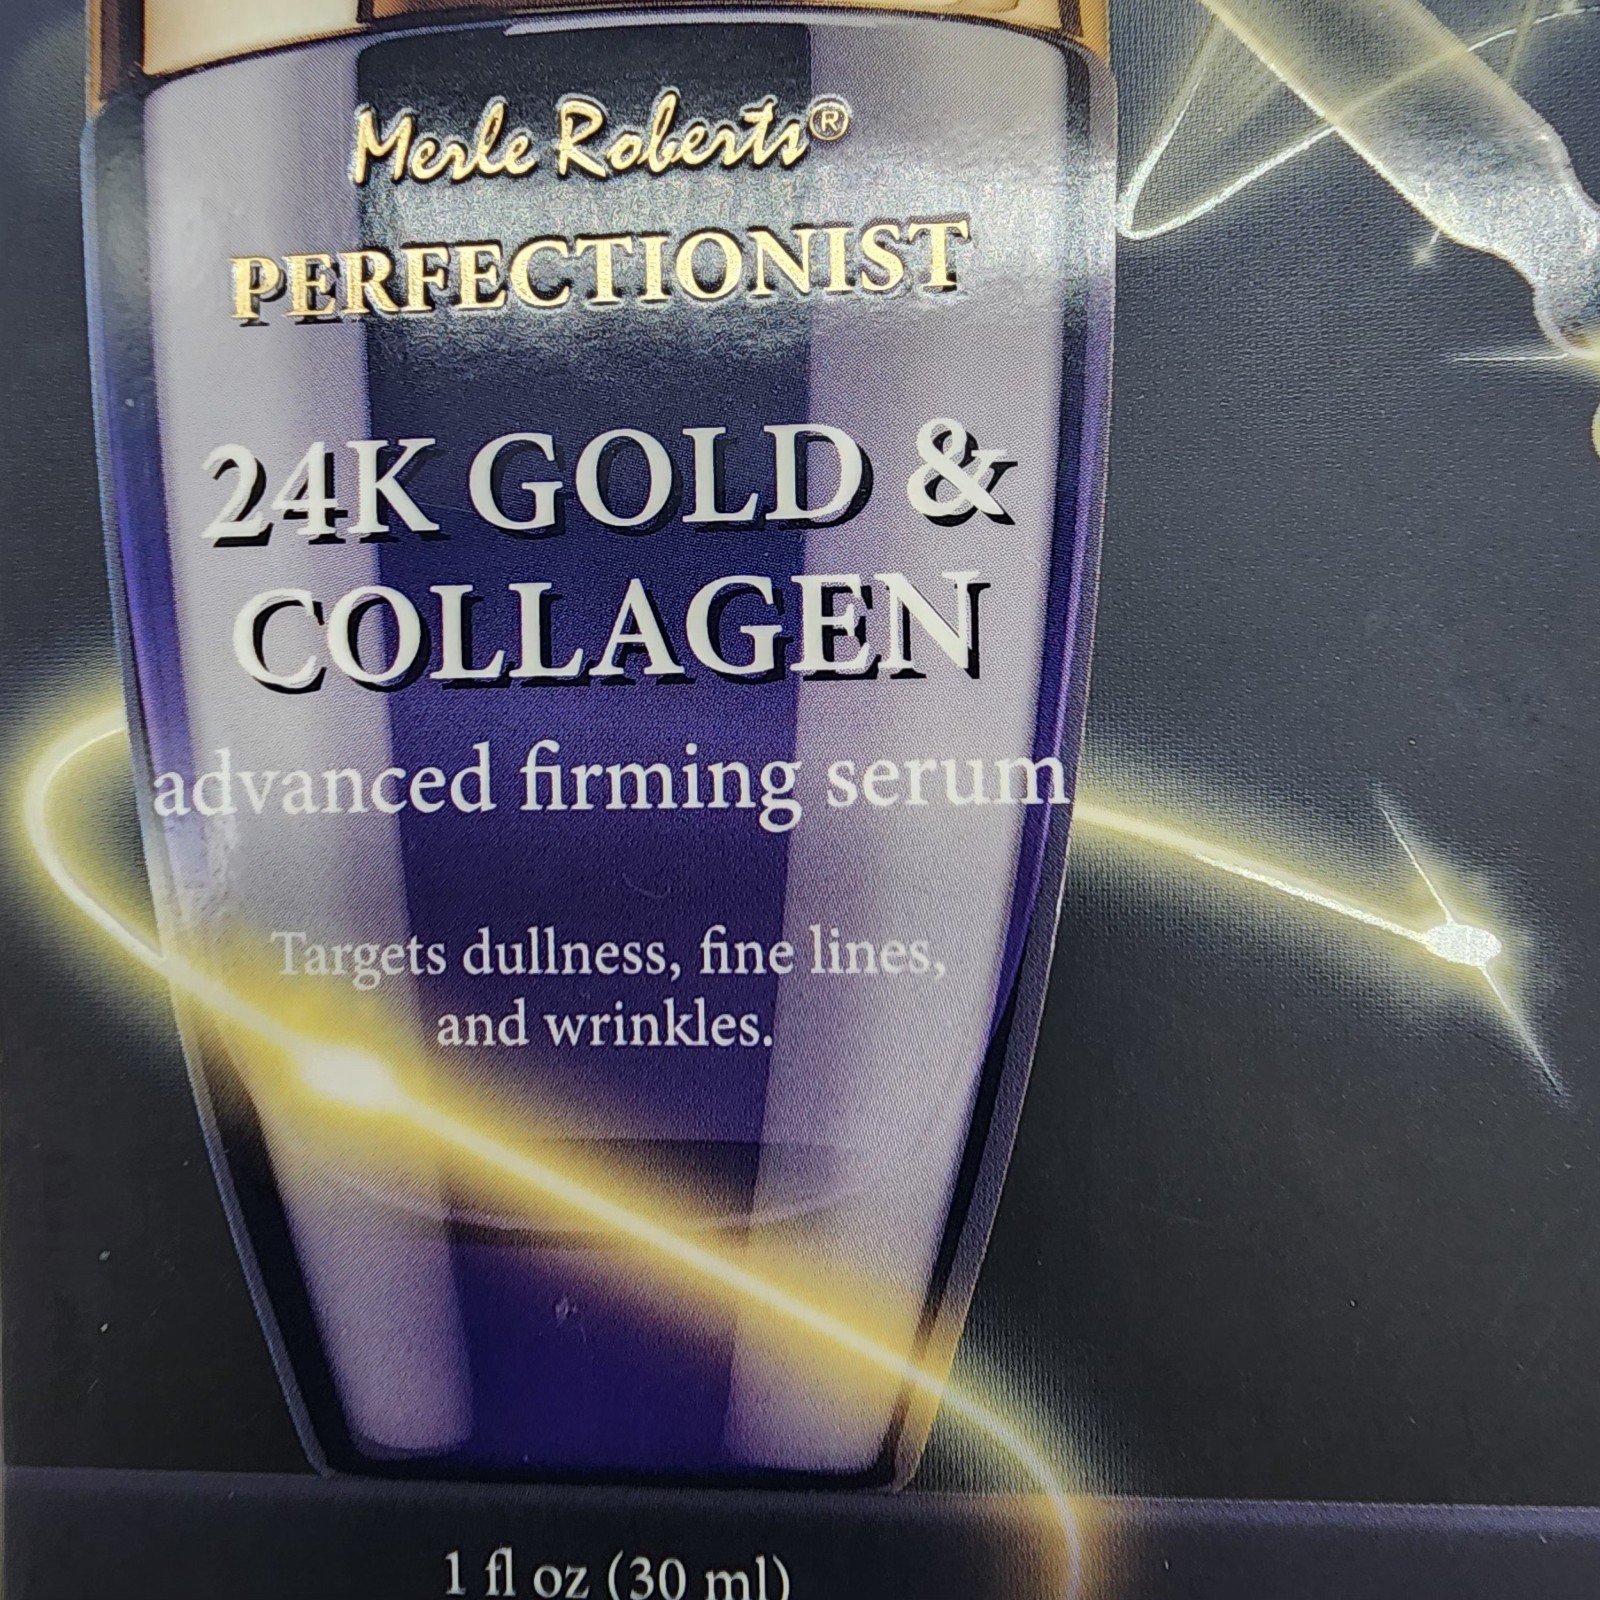 Merle Roberts®
PERFECTIONIST
24K GOLD &
COLLAGEN
advanced firming serum
Targets dullness, fine lines,
and wrinkles.
1 fl oz (30 ml)